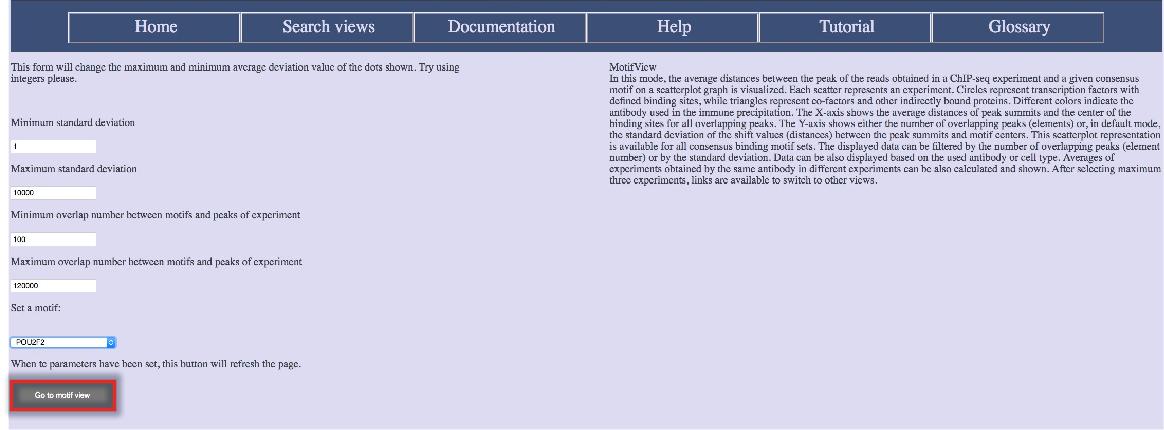 Home
Search views
Documentation
Help
Tutorial
Glossary
This form will change the maximum and minimum average deviation value of the dots shown. Try using
integers please.
Minimum standard deviation
1
Maximum standard deviation
10000
Minimum overlap number between motifs and peaks of experiment
100
Maximum overlap number between motifs and peaks of experiment
120000
Set a motif:
POU2F2
When te parameters have been set, this button will refresh the page.
Go to motif view
MotifView
In this mode, the average distances between the peak of the reads obtained in a ChIP-seq experiment and a given consensus
motif on a scatterplot graph is visualized. Each scatter represents an experiment. Circles represent transcription factors with
defined binding sites, while triangles represent co-factors and other indirectly bound proteins. Different colors indicate the
antibody used in the immune precipitation. The X-axis shows the average distances of peak summits and the center of the
binding sites for all overlapping peaks. The Y-axis shows either the number of overlapping peaks (elements) or, in default mode,
the standard deviation of the shift values (distances) between the peak summits and motif centers. This scatterplot representation
is available for all consensus binding motif sets. The displayed data can be filtered by the number of overlapping peaks (element
number) or by the standard deviation. Data can be also displayed based on the used antibody or cell type. Averages of
experiments obtained by the same antibody in different experiments can be also calculated and shown. After selecting maximum
three experiments, links are available to switch to other views.